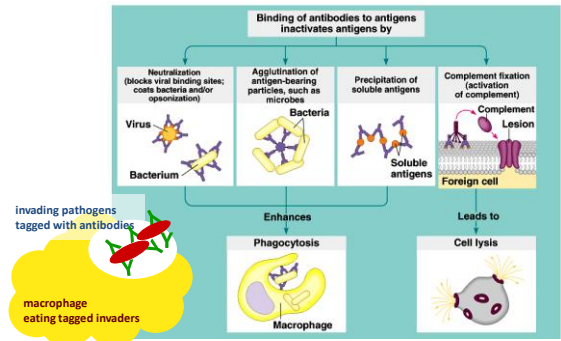 Binding of antibodies to antigens
inactivates antigens by
Neutralization
(blocks viral binding sites;
coats bacteria and/or
opsonization)
Virus
Bacterium
Agglutination of
antigen-bearing
particles, such as
microbes
Bacteria
Precipitation of
soluble antigens
Soluble
antigens
Complement fixation
(activation
of complement)
Complement
Lesion
Foreign cell
Enhances
Leads to
Phagocytosis
Macrophage
Cell lysis
invading pathogens
tagged with antibodies
macrophage
eating tagged invaders